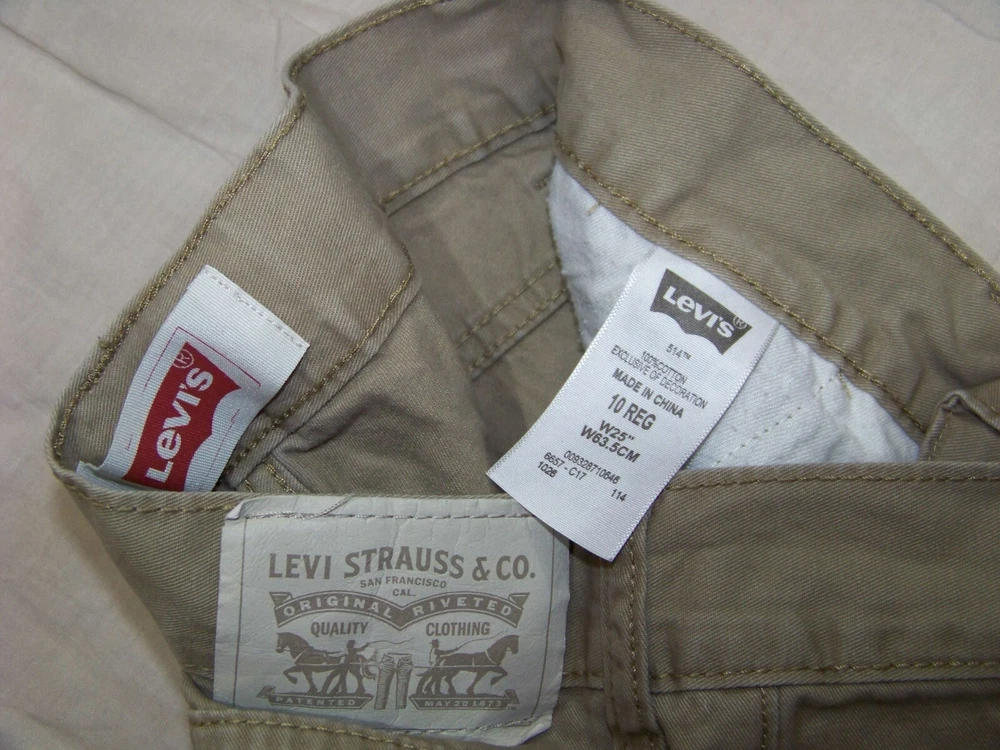 Levi's®
Levi's®
514™
100% COTTON
EXCLUSIVE OF DECORATION
MADE IN CHINA
10 REG
W25"
W63.5CM
009328710646
6657 - C17 114
1026
LEVI STRAUSS & CO.
SAN FRANCISCO
CAL.
ORIGINAL RIVETED
QUALITY CLOTHING
PATENTED MAY 20 1873